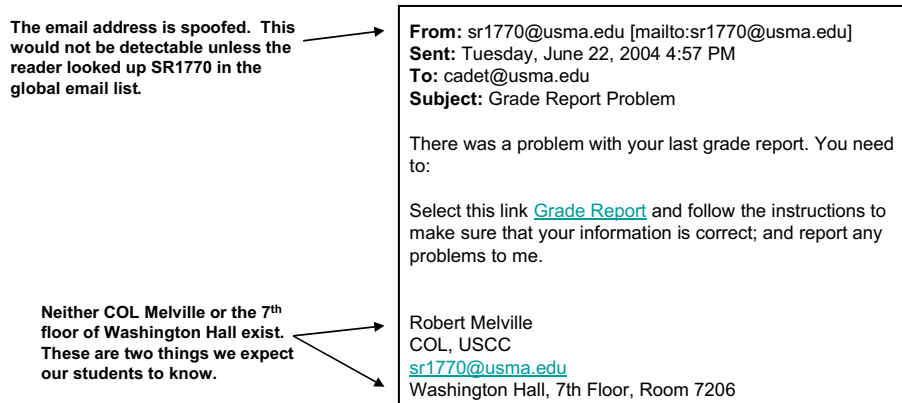 The email address is spoofed. This
would not be detectable unless the
reader looked up SR1770 in the
global email list.
From: sr1770@usma.edu [mailto:sr1770@usma.edu]
Sent: Tuesday, June 22, 2004 4:57 PM
To: cadet@usma.edu
Subject: Grade Report Problem
There was a problem with your last grade report. You need
to:
Select this link Grade Report and follow the instructions to
make sure that your information is correct; and report any
problems to me.
Neither COL Melville or the 7th
floor of Washington Hall exist.
These are two things we expect
our students to know.
Robert Melville
COL, USCC
sr1770@usma.edu
Washington Hall, 7th Floor, Room 7206